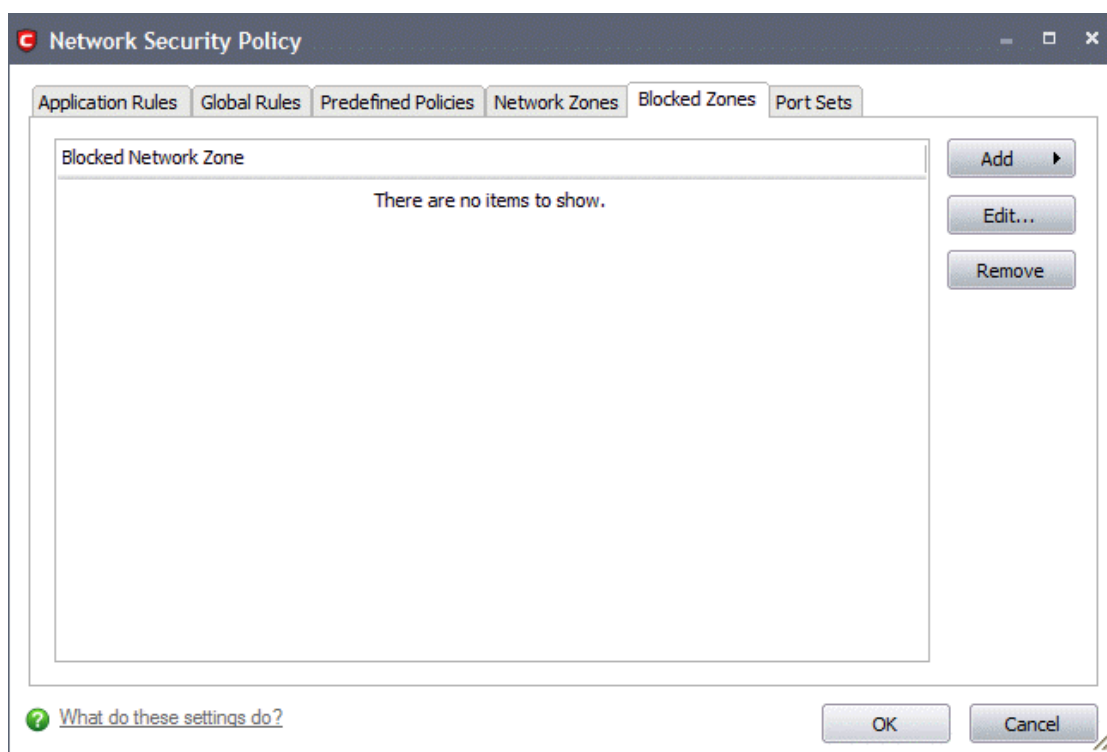 Network Security Policy
Application Rules Global Rules Predefined Policies Network Zones Blocked Zones Port Sets
Blocked Network Zone
There are no items to show.
Add
Edit...
Remove
What do these settings do?
OK Cancel